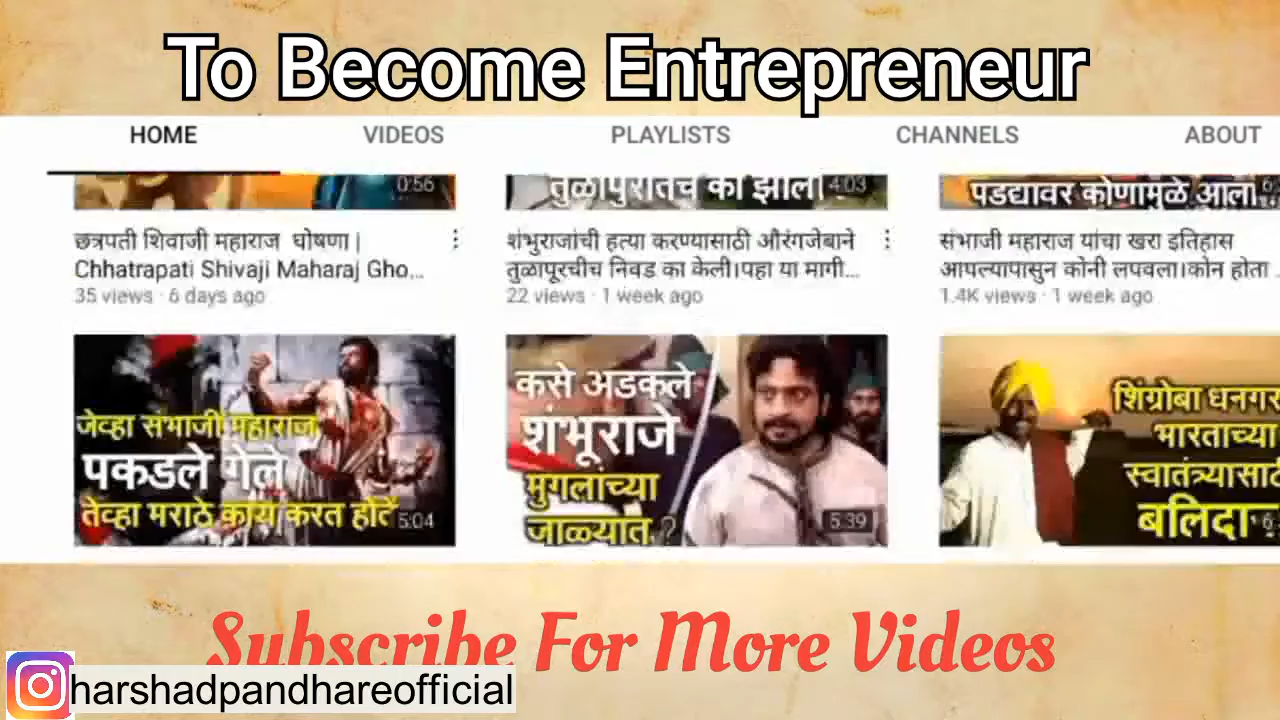 To Become Entrepreneur
HOME VIDEOS PLAYLISTS CHANNELS ABOUT
0:56
तुळापुरातच का झाला 4:03
पडद्यावर कोणामुळे आला
छत्रपती शिवाजी महाराज घोषणा |
Chhatrapati Shivaji Maharaj Gho...
35 views · 6 days ago
शंभुराजांची हत्या करण्यासाठी औरंगजेबाने
तुळापूरचीच निवड का केली।पहा या मागी...
22 views · 1 week ago
संभाजी महाराज यांचा खरा इतिहास
आपल्यापासुन कोनी लपवला।कोन होता
1.4K views · 1 week ago
जेव्हा संभाजी महाराज
पकडले गेले
तेव्हा मराठे काय करत होते
5:04
कसे अडकले
शंभूराजे
मुगलांच्या
जाळ्यात ?
5:39
शिंग्रोबा धनगर
भारताच्या
स्वातंत्र्यासाठी
बलिदा
Subscribe For More Videos
harshadpandhareofficial